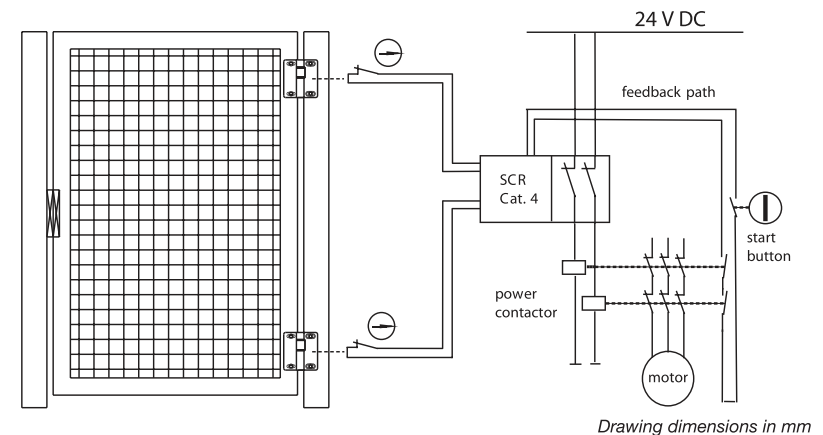 24 V DC
feedback path
SCR
Cat. 4
start
button
power
contactor
motor
Drawing dimensions in mm